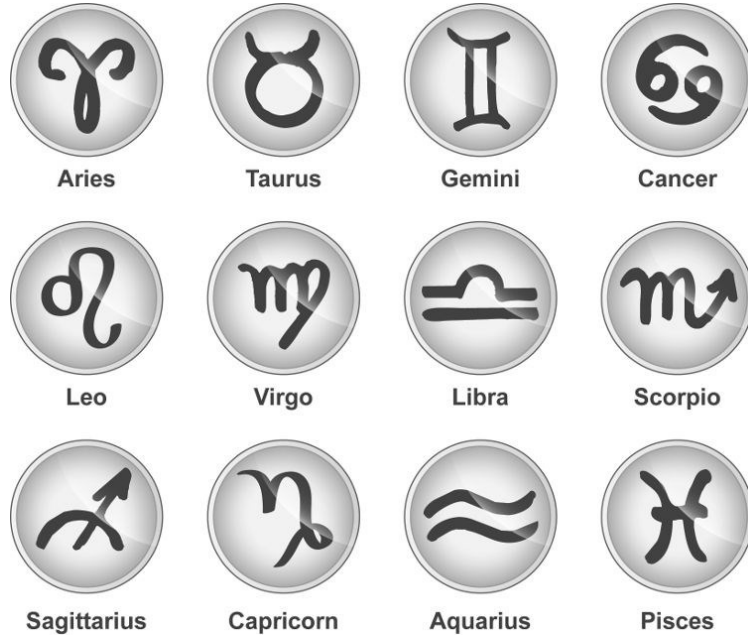 Aries Taurus Gemini Cancer
Leo Virgo Libra Scorpio
Sagittarius Capricorn Aquarius Pisces